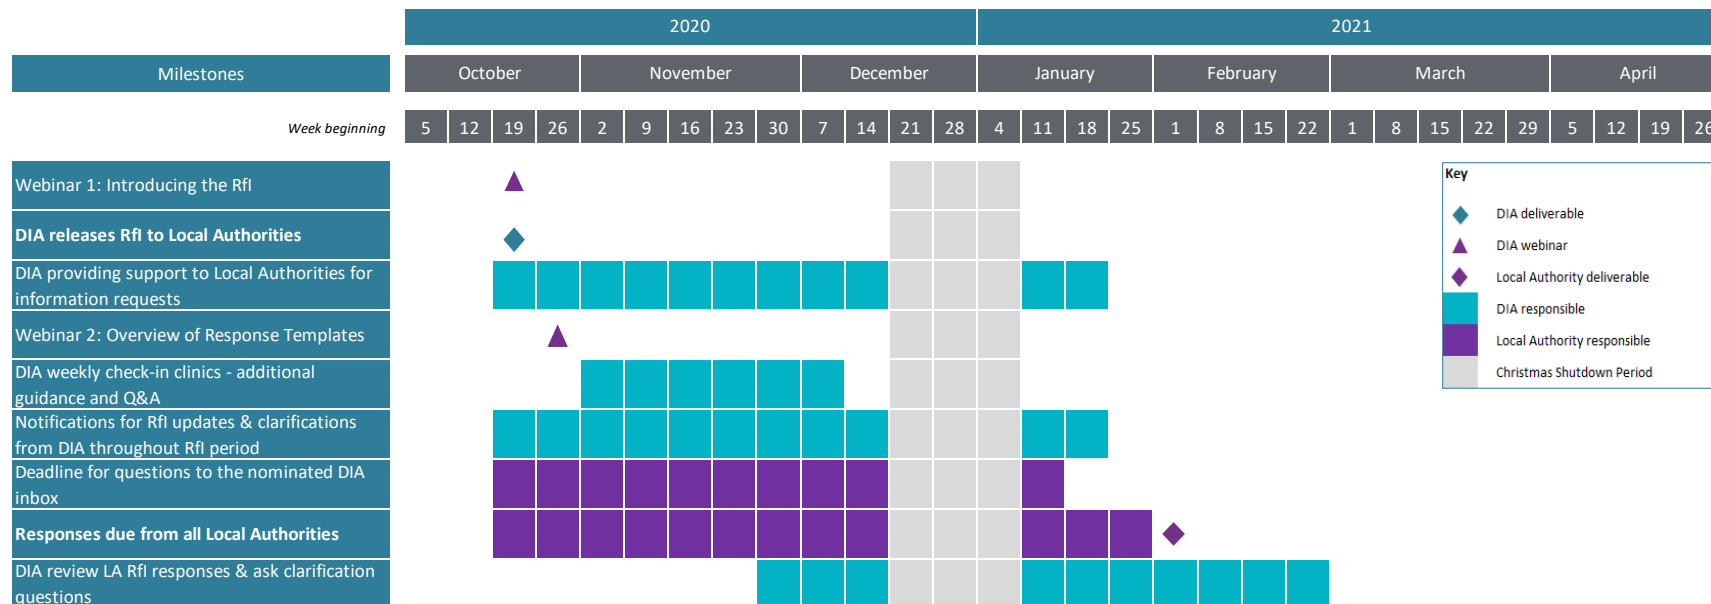 2020 2021
Milestones October November December January February March April
Week beginning 5 12 19 26 2 9 16 23 30 7 14 21 28 4 11 18 25 1 8 15 22 1 8 15 22 29 5 12 19 26
Webinar 1: Introducing the RfI
DIA releases RfI to Local Authorities
DIA providing support to Local Authorities for
information requests
Webinar 2: Overview of Response Templates
DIA weekly check-in clinics - additional
guidance and Q&A
Notifications for RfI updates & clarifications
from DIA throughout RfI period
Deadline for questions to the nominated DIA
inbox
Responses due from all Local Authorities
DIA review LA RfI responses & ask clarification
questions
Key
DIA deliverable
DIA webinar
Local Authority deliverable
DIA responsible
Local Authority responsible
Christmas Shutdown Period